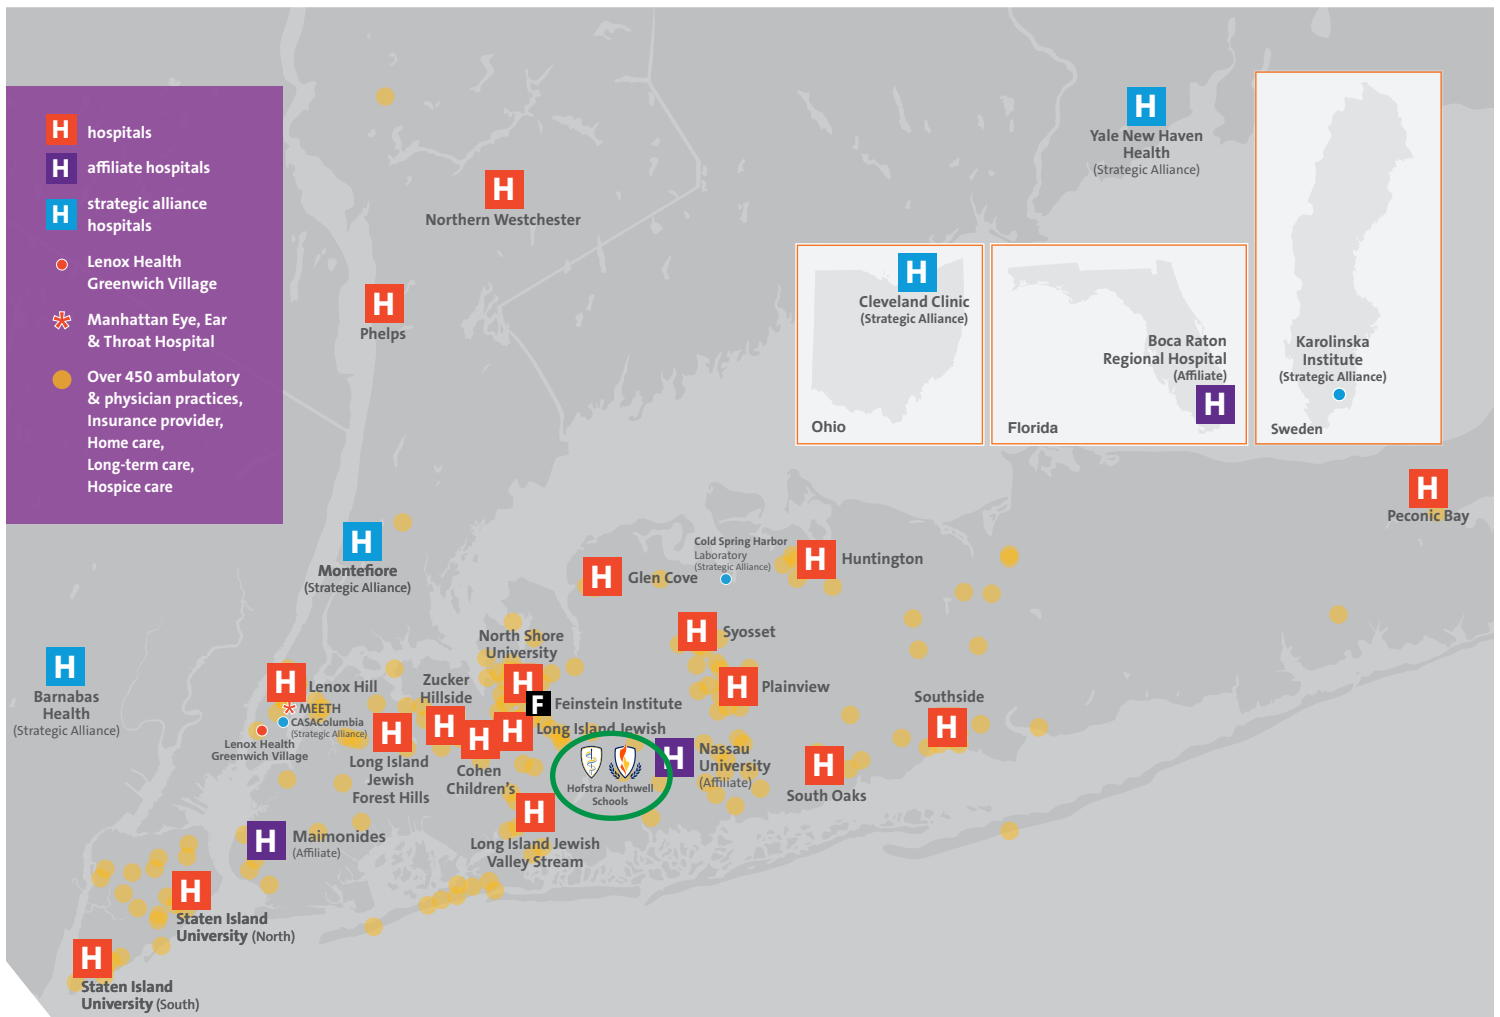 H hospitals
H affiliate hospitals
H strategic alliance
hospitals
Lenox Health
Greenwich Village
* Manhattan Eye, Ear
& Throat Hospital
Over 450 ambulatory
& physician practices,
Insurance provider,
Home care,
Long-term care,
Hospice care
H
Northern Westchester
H
Phelps
H
Yale New Haven
Health
(Strategic Alliance)
H
Cleveland Clinic
(Strategic Alliance)
Ohio
Boca Raton
Regional Hospital
(Affiliate)
H
Florida
Karolinska
Institute
(Strategic Alliance)
Sweden
H
Peconic Bay
H
Montefiore
(Strategic Alliance)
H Glen Cove
Cold Spring Harbor
Laboratory
(Strategic Alliance)
H Huntington
H Syosset
North Shore
University
H
H
Barnabas
Health
(Strategic Alliance)
H Lenox Hill
* MEETH
CASAColumbia
(Strategic Alliance)
Lenox Health
Greenwich Village
Zucker
Hillside
H
F Feinstein Institute
H Plainview
Southside
H
H Long Island Jewish
H
Long Island
Jewish
Forest Hills
H
Cohen
Children's
Hofstra Northwell
Schools
H Nassau
University
(Affiliate)
H
South Oaks
H
Long Island Jewish
Valley Stream
H Maimonides
(Affiliate)
H
Staten Island
University (North)
H
Staten Island
University (South)